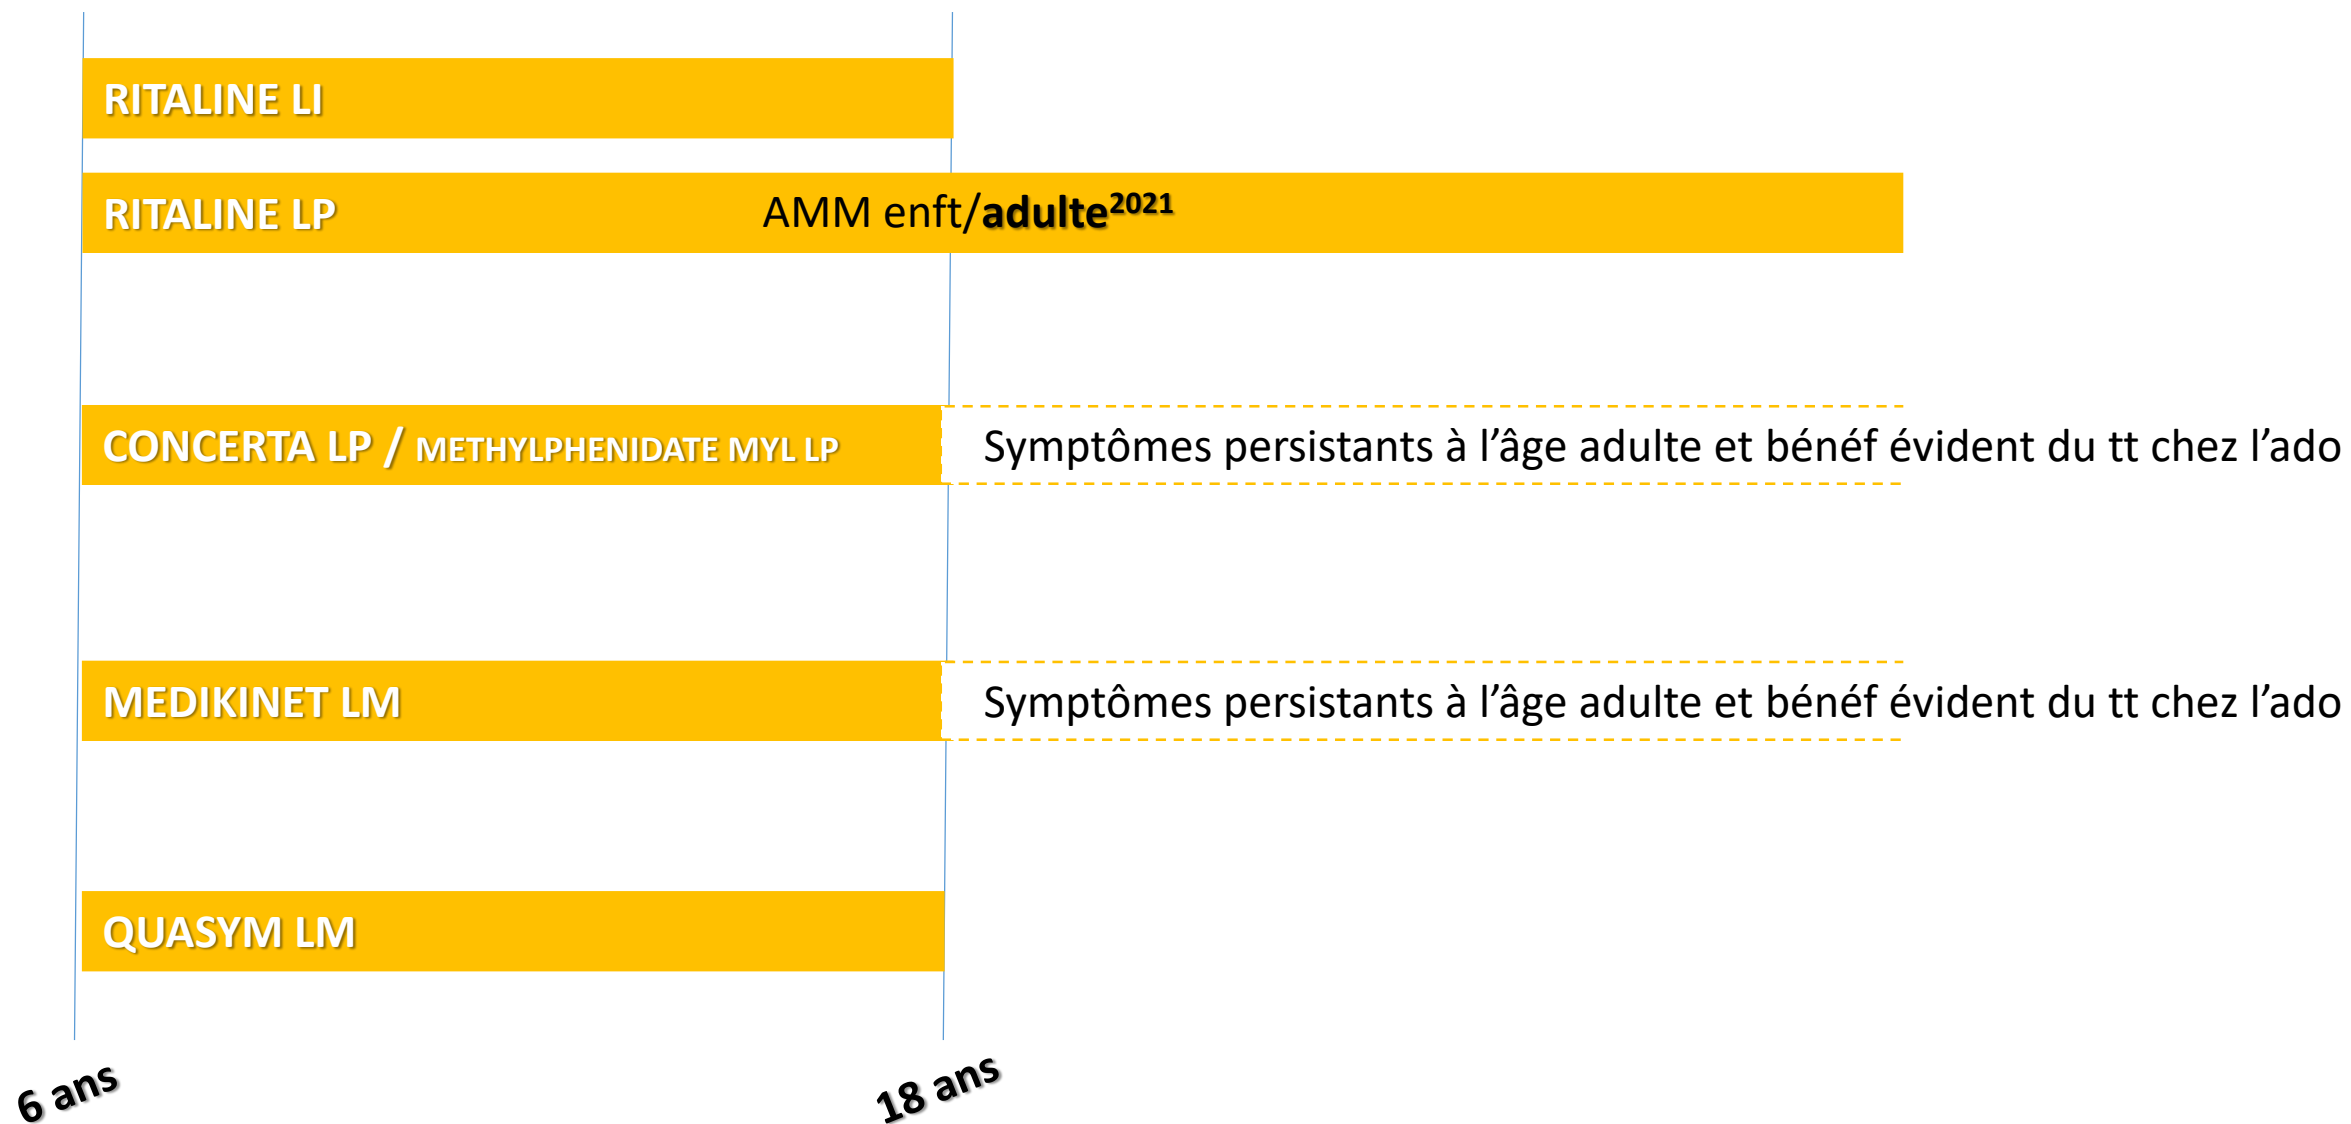 RITALINE LI
RITALINE LP AMM enft/adulte²⁰²¹
CONCERTA LP / METHYLPHENIDATE MYL LP Symptômes persistants à l’âge adulte et bénéf évident du tt chez l’ado
MEDIKINET LM Symptômes persistants à l’âge adulte et bénéf évident du tt chez l’ado
QUASYM LM
6 ans 18 ans